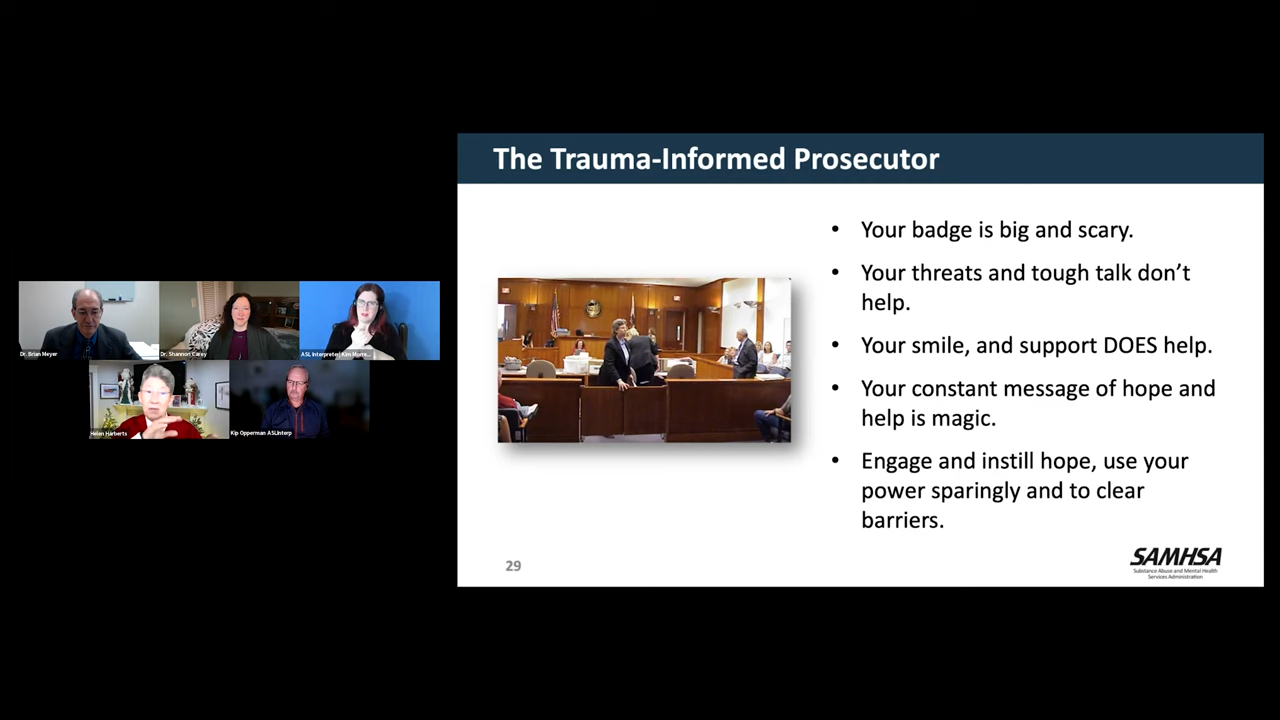 The Trauma-Informed Prosecutor
• Your badge is big and scary.
• Your threats and tough talk don't
help.
• Your smile, and support DOES help.
• Your constant message of hope and
help is magic.
• Engage and instill hope, use your
power sparingly and to clear
barriers.
29
SAMHSA
Substance Abuse and Mental Health
Services Administration
Dr. Brian Meyer
Dr. Shannon Carey
ASL Interpreter| Kim
Helen Harberts
Kip Opperman ASLInterp